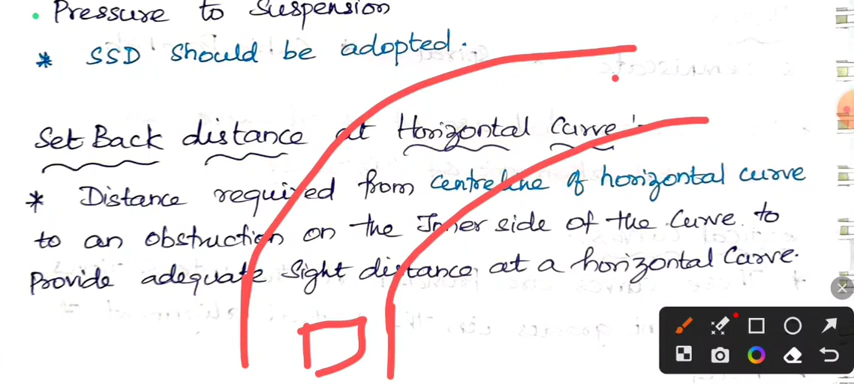 • Pressure to Suspension
* SSD should be adopted.
Set Back distance at Horizontal Curve :-
* Distance required from centreline of horizontal curve
to an obstruction on the Inner side of the Curve to
Provide adequate Sight distance at a horizontal Curve.